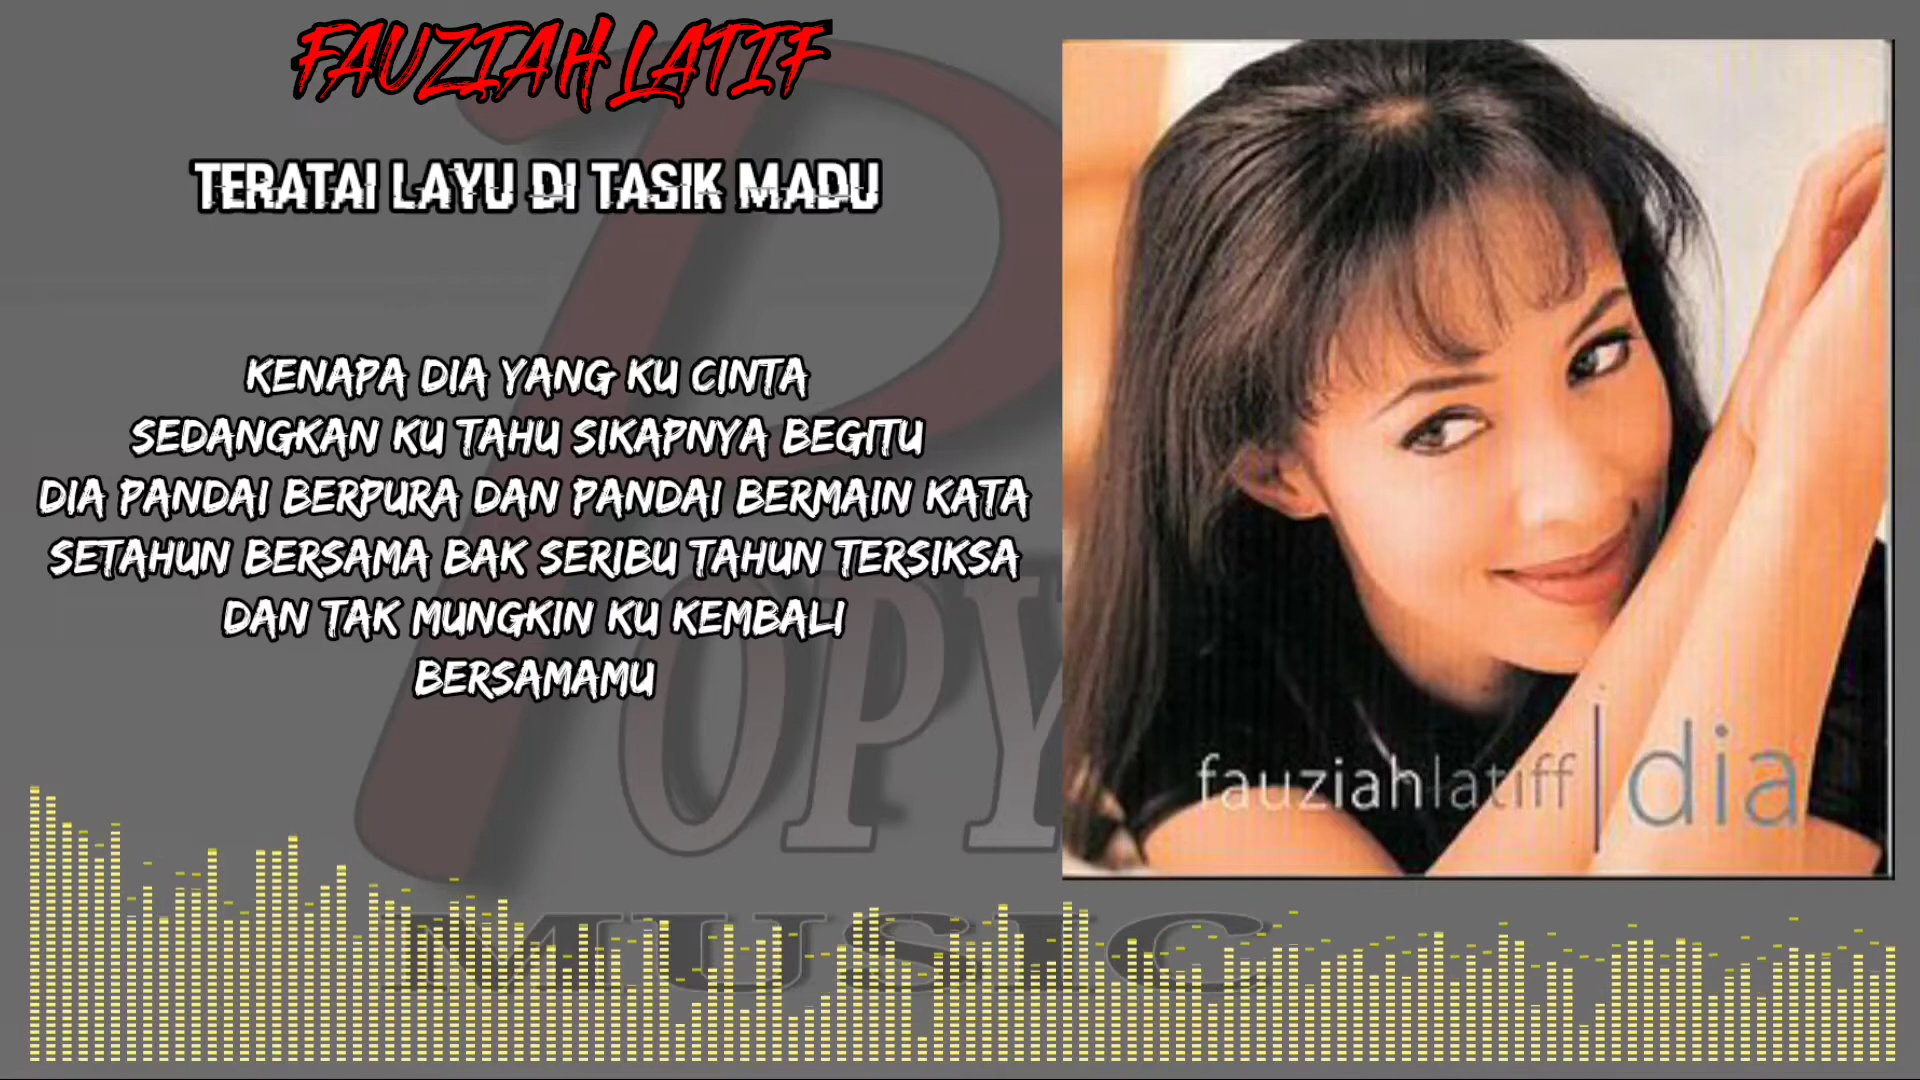 FAUZIAH LATIF
TERATAI LAYU DI TASIK MADU
KENAPA DIA YANG KU CINTA
SEDANGKAN KU TAHU SIKAPNYA BEGITU
DIA PANDAI BERPURA DAN PANDAI BERMAIN KATA
SETAHUN BERSAMA BAK SERIBU TAHUN TERSIKSA
DAN TAK MUNGKIN KU KEMBALI
BERSAMAMU
fauziahlatiff | dia
POPY
MUSIC